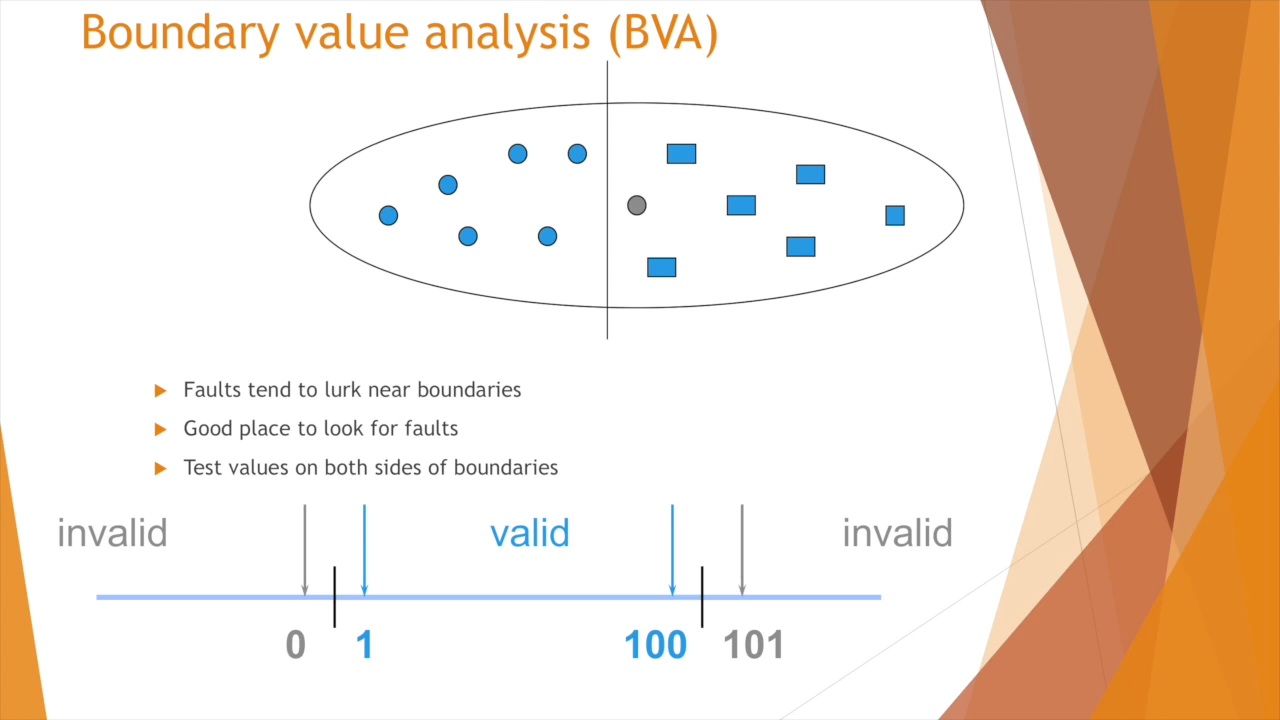 Boundary value analysis (BVA)
Faults tend to lurk near boundaries
Good place to look for faults
Test values on both sides of boundaries
invalid valid invalid
0 1 100 101